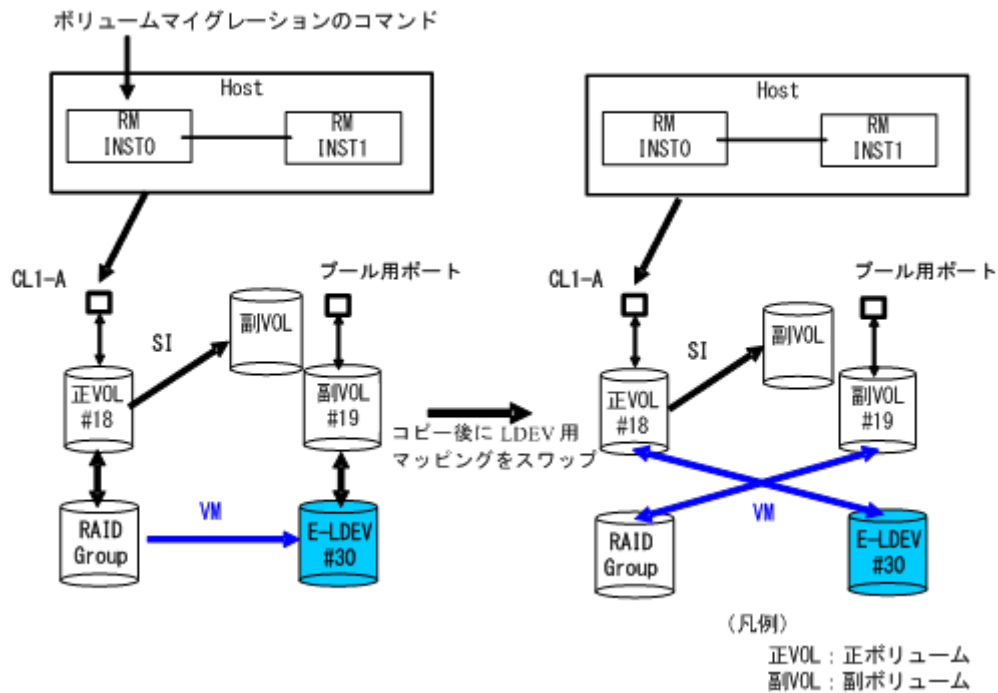 ボリュームマイグレーションのコマンド
Host
RM
INST0
RM
INST1
CL1-A
プール用ポート
SI
副VOL
正VOL
#18
副VOL
#19
VM
RAID
Group
E-LDEV
#30
コピー後に LDEV 用
マッピングをスワップ
Host
RM
INST0
RM
INST1
CL1-A
プール用ポート
SI
副VOL
正VOL
#18
副VOL
#19
VM
RAID
Group
E-LDEV
#30
(凡例)
正VOL：正ボリューム
副VOL：副ボリューム